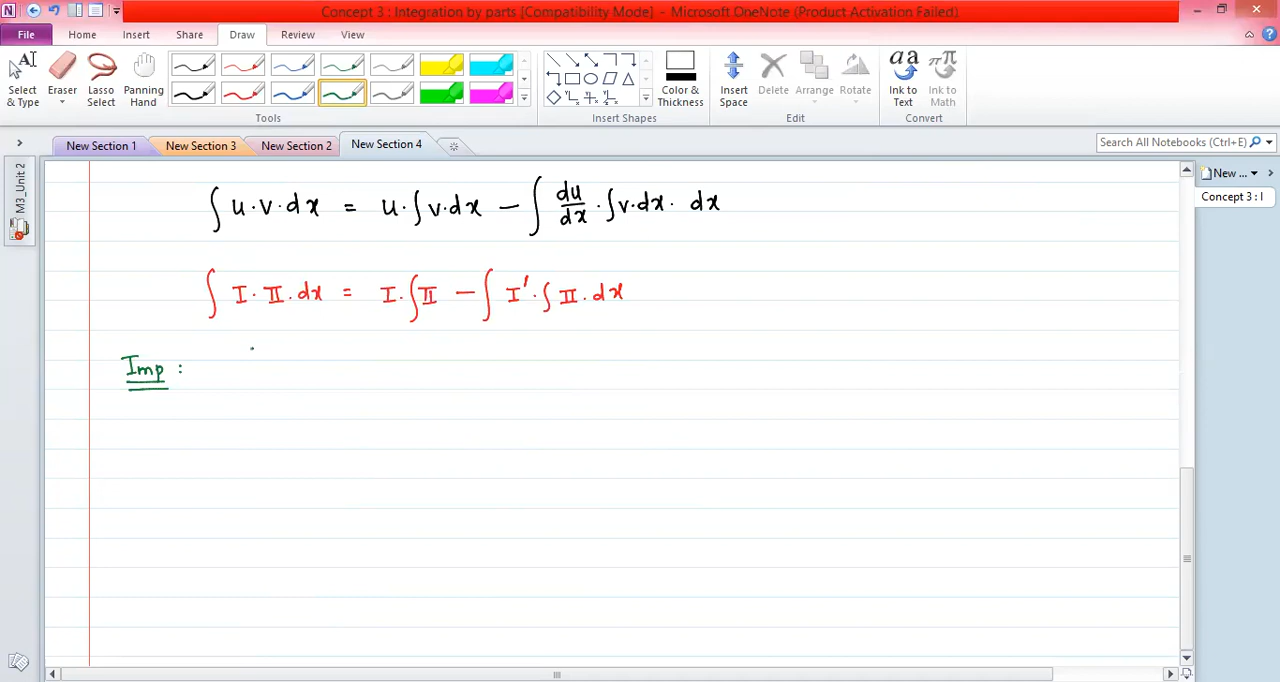 Concept 3 : Integration by parts [Compatibility Mode] – Microsoft OneNote (Product Activation Failed)
File Home Insert Draw Review Share View
Select & Type Eraser Lasso Select Panning Hand Color & Thickness Insert Space Delete Arrange Rotate Ink to Text Ink to Math
Tools Insert Shapes Edit Convert
New Section 1 New Section 3 New Section 2 New Section 4 Search All Notebooks (Ctrl+E)
M3_Unit 2
New ...
Concept 3 : I
∫ u·v·dx = u·∫v·dx − ∫ du/dx · ∫v·dx · dx
∫ I · II · dx = I · ∫II − ∫ I' · ∫ II · dx
Imp :